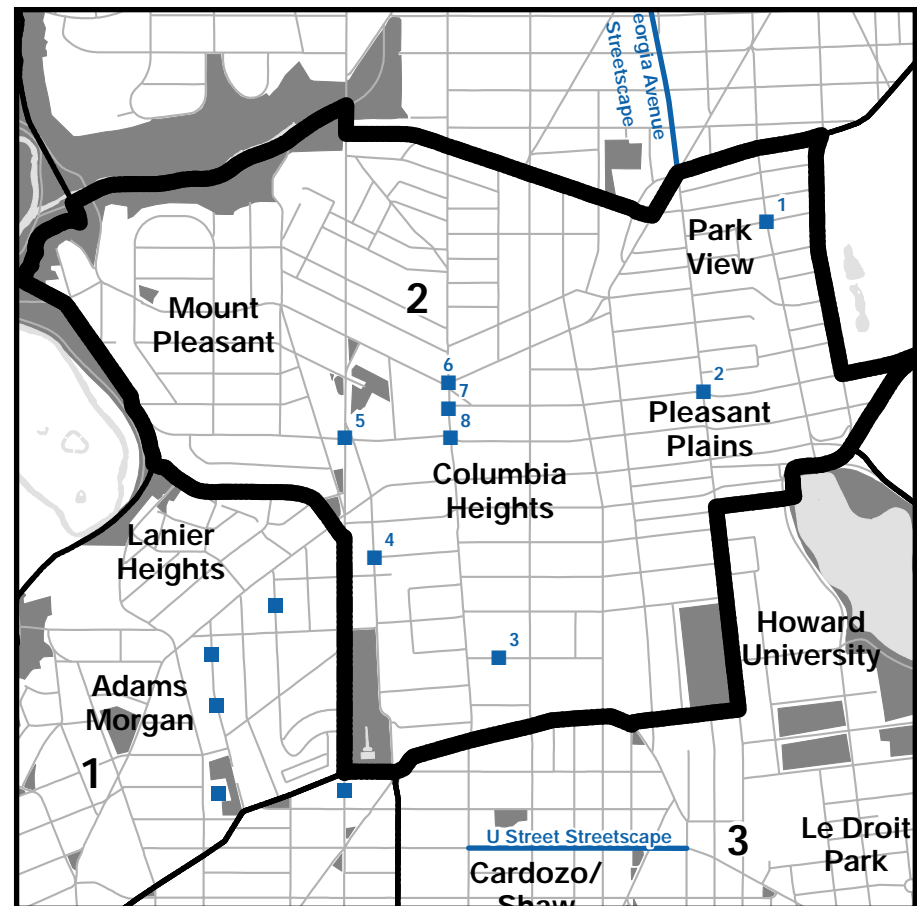 eorgia Avenue
Streetscape
1
Park
View
2
Mount
Pleasant
6
7
2
5
8
Pleasant
Plains
Columbia
Heights
Lanier
Heights
4
Howard
University
3
Adams
Morgan
1
U Street Streetscape
3
Le Droit
Park
Cardozo/
Shaw